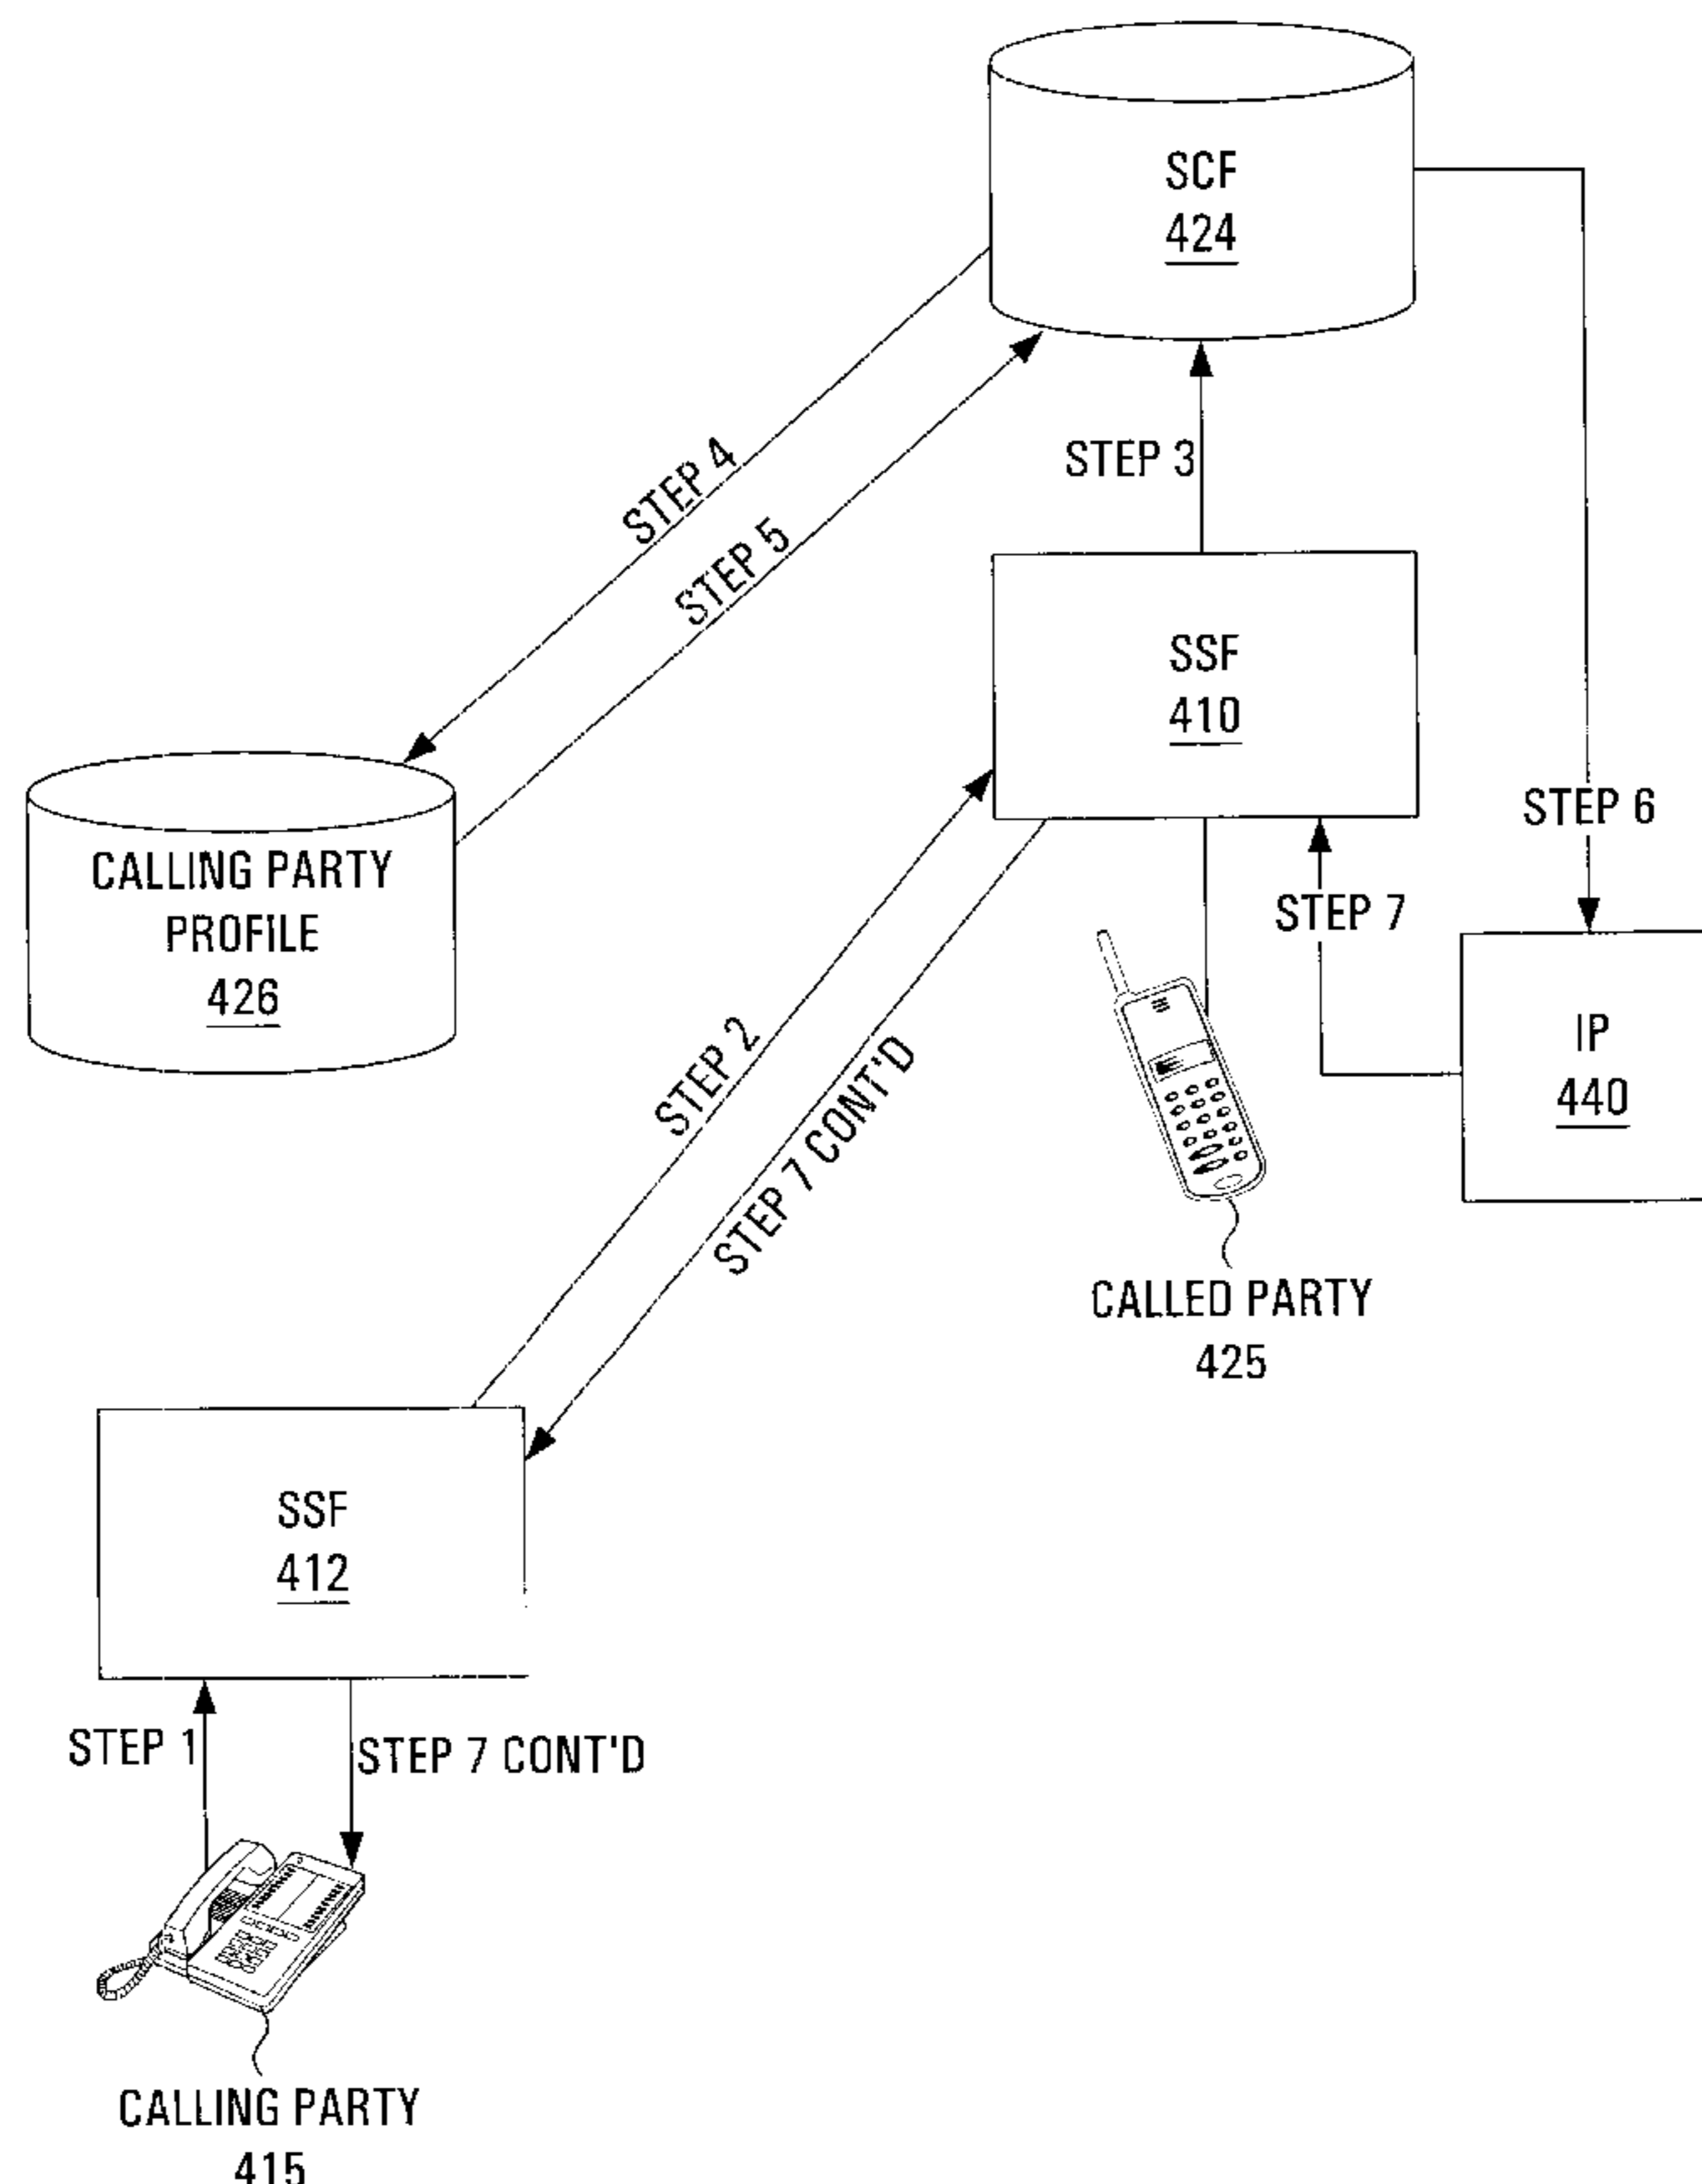 SCF
424
STEP 3
STEP 4
STEP 5
SSF
410
STEP 6
CALLING PARTY
PROFILE
426
STEP 7
IP
440
STEP 2
STEP 7 CONT'D
CALLED PARTY
425
SSF
412
STEP 1
STEP 7 CONT'D
CALLING PARTY
415